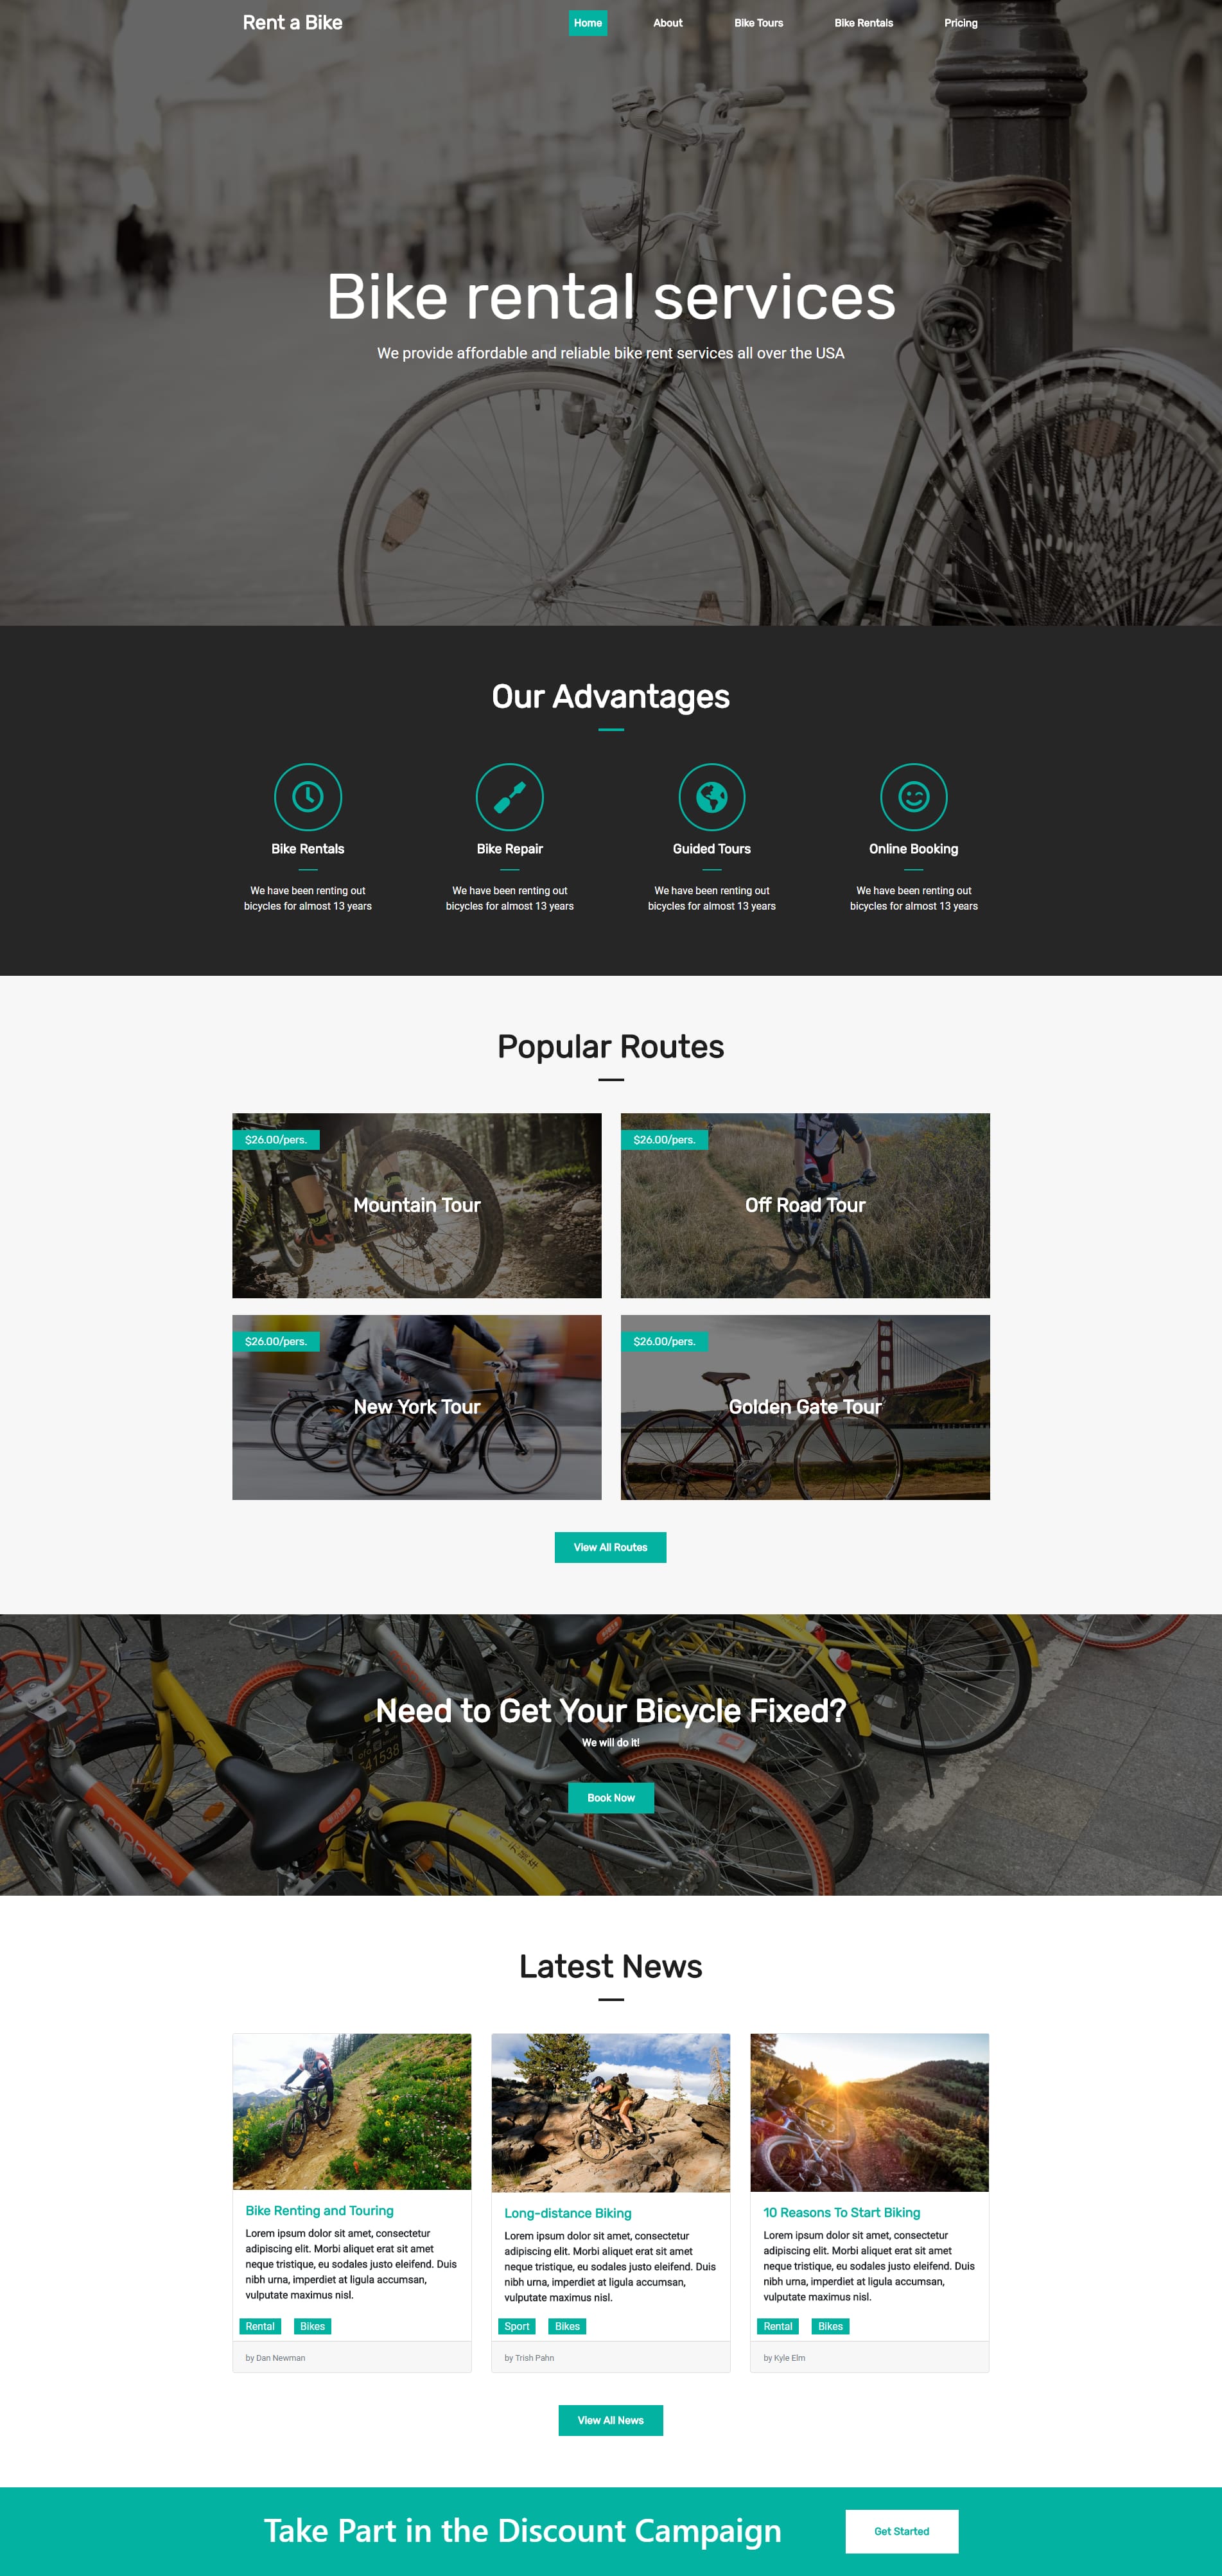 Rent a Bike
Home
About
Bike Tours
Bike Rentals
Pricing
Bike rental services
We provide affordable and reliable bike rent services all over the USA
Our Advantages
Bike Rentals
We have been renting out
bicycles for almost 13 years
Bike Repair
We have been renting out
bicycles for almost 13 years
Guided Tours
We have been renting out
bicycles for almost 13 years
Online Booking
We have been renting out
bicycles for almost 13 years
Popular Routes
$26.00/pers.
Mountain Tour
$26.00/pers.
Off Road Tour
$26.00/pers.
New York Tour
$26.00/pers.
Golden Gate Tour
View All Routes
Need to Get Your Bicycle Fixed?
We will do it!
Book Now
mobike
Latest News
Bike Renting and Touring
Lorem ipsum dolor sit amet, consectetur
adipiscing elit. Morbi aliquet erat sit amet
neque tristique, eu sodales justo eleifend. Duis
nibh urna, imperdiet at ligula accumsan,
vulputate maximus nisl.
Rental
Bikes
by Dan Newman
Long-distance Biking
Lorem ipsum dolor sit amet, consectetur
adipiscing elit. Morbi aliquet erat sit amet
neque tristique, eu sodales justo eleifend. Duis
nibh urna, imperdiet at ligula accumsan,
vulputate maximus nisl.
Sport
Bikes
by Trish Pahn
10 Reasons To Start Biking
Lorem ipsum dolor sit amet, consectetur
adipiscing elit. Morbi aliquet erat sit amet
neque tristique, eu sodales justo eleifend. Duis
nibh urna, imperdiet at ligula accumsan,
vulputate maximus nisl.
Rental
Bikes
by Kyle Elm
View All News
Take Part in the Discount Campaign
Get Started